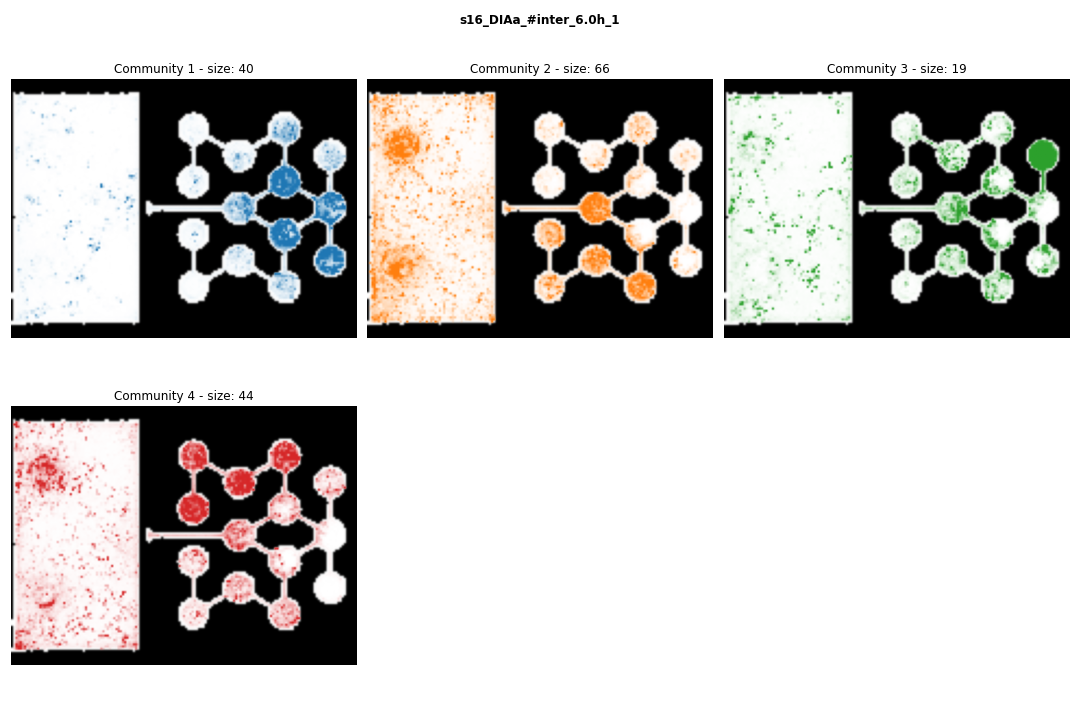 s16_DIAa_#inter_6.0h_1
Community 1 - size: 40
Community 2 - size: 66
Community 3 - size: 19
Community 4 - size: 44